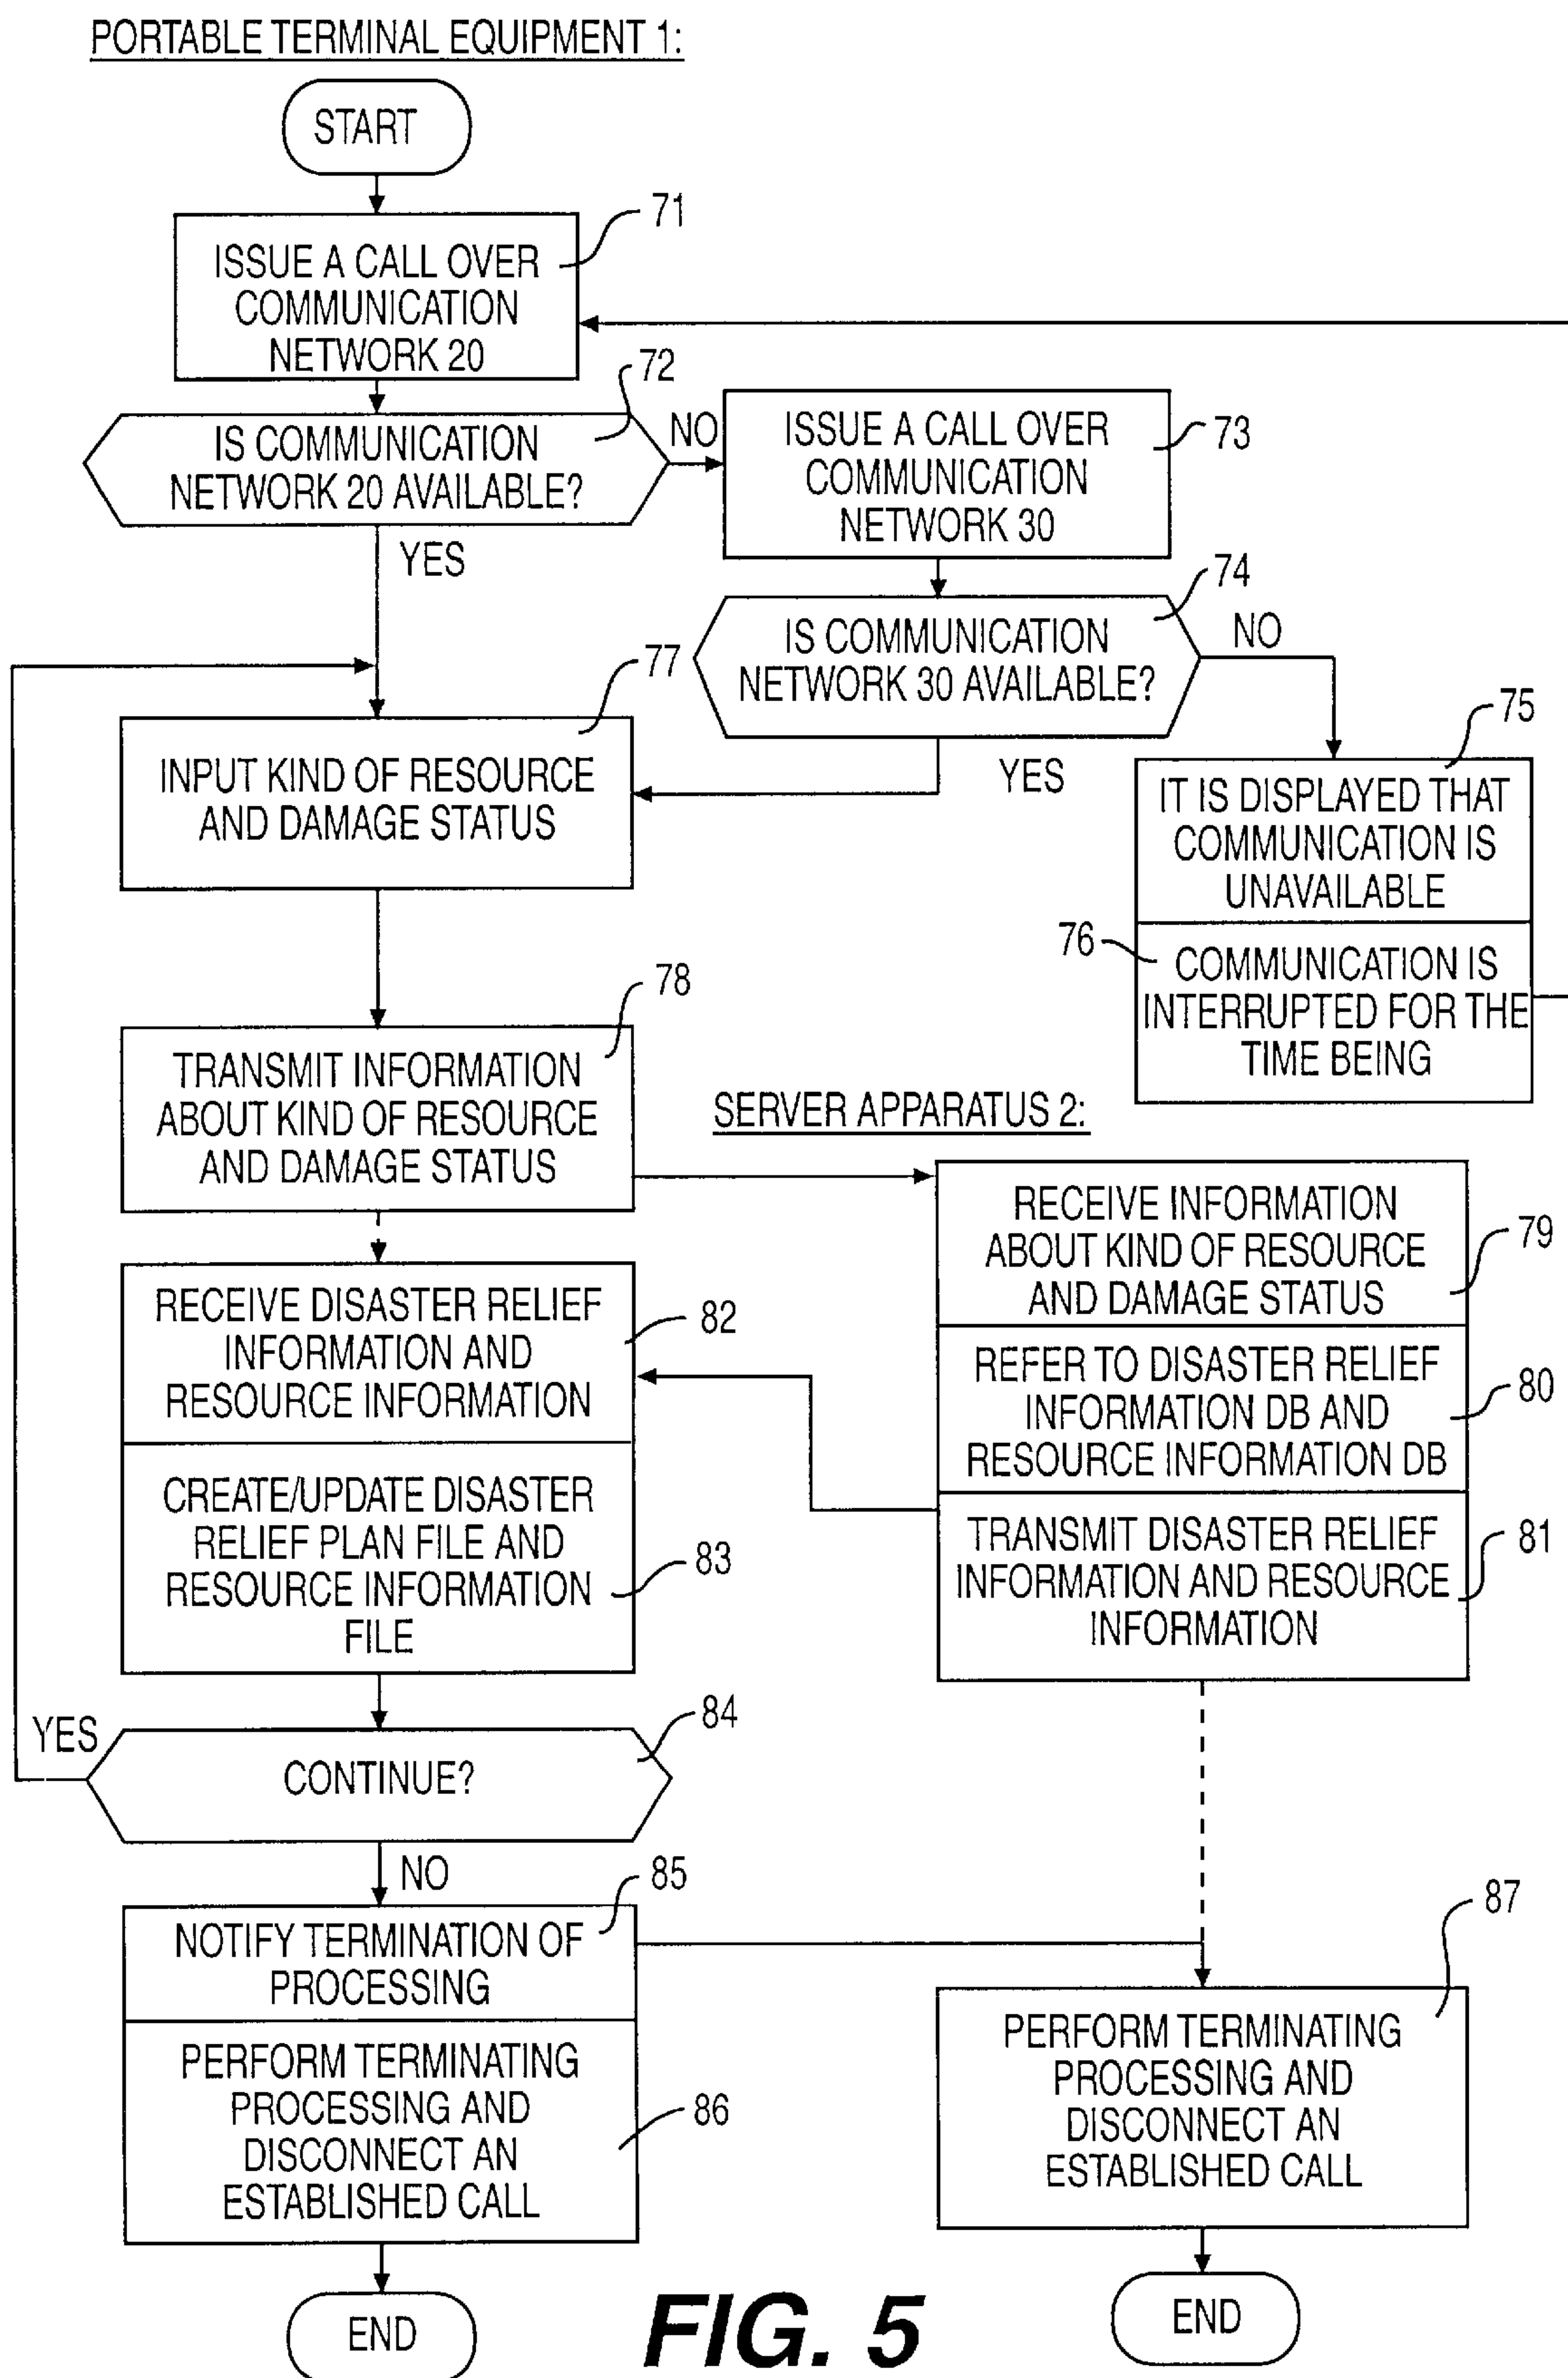 PORTABLE TERMINAL EQUIPMENT 1:
START
71
ISSUE A CALL OVER
COMMUNICATION
NETWORK 20
72
IS COMMUNICATION
NETWORK 20 AVAILABLE?
NO
YES
73
ISSUE A CALL OVER
COMMUNICATION
NETWORK 30
74
IS COMMUNICATION
NETWORK 30 AVAILABLE?
NO
YES
75
IT IS DISPLAYED THAT
COMMUNICATION IS
UNAVAILABLE
76
COMMUNICATION IS
INTERRUPTED FOR THE
TIME BEING
77
INPUT KIND OF RESOURCE
AND DAMAGE STATUS
78
TRANSMIT INFORMATION
ABOUT KIND OF RESOURCE
AND DAMAGE STATUS
SERVER APPARATUS 2:
RECEIVE INFORMATION
ABOUT KIND OF RESOURCE
AND DAMAGE STATUS
79
REFER TO DISASTER RELIEF
INFORMATION DB AND
RESOURCE INFORMATION DB
80
TRANSMIT DISASTER RELIEF
INFORMATION AND RESOURCE
INFORMATION
81
RECEIVE DISASTER RELIEF
INFORMATION AND
RESOURCE INFORMATION
82
CREATE/UPDATE DISASTER
RELIEF PLAN FILE AND
RESOURCE INFORMATION
FILE
83
YES
84
CONTINUE?
NO
85
NOTIFY TERMINATION OF
PROCESSING
PERFORM TERMINATING
PROCESSING AND
DISCONNECT AN
ESTABLISHED CALL
86
87
PERFORM TERMINATING
PROCESSING AND
DISCONNECT AN
ESTABLISHED CALL
END
END
FIG. 5